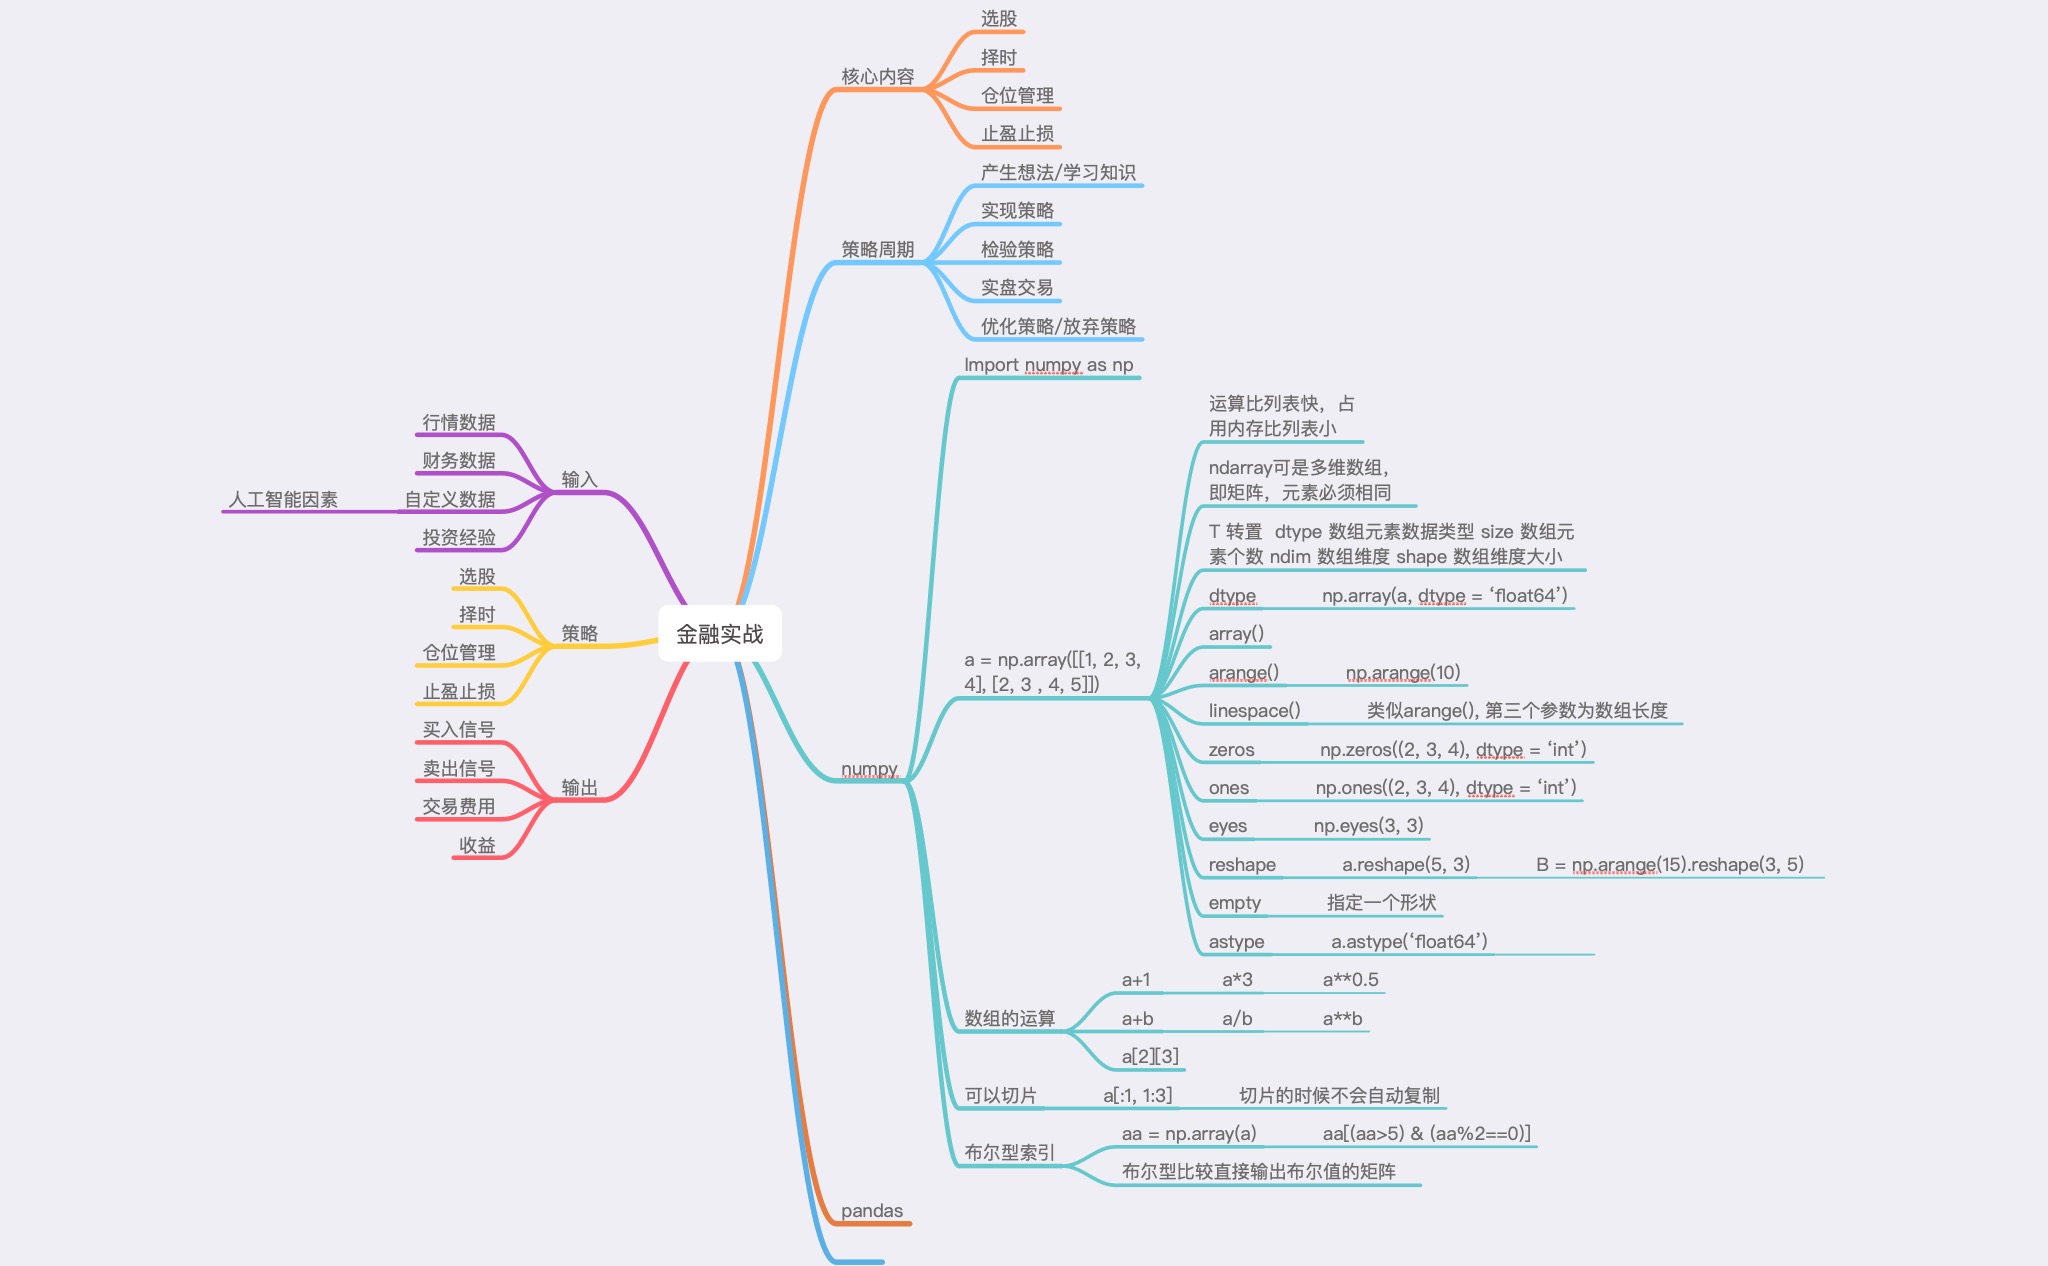 选股
择时
核心内容
仓位管理
止盈止损
产生想法/学习知识
实现策略
策略周期
检验策略
实盘交易
优化策略/放弃策略
Import numpy as np
运算比列表快，占
用内存比列表小
ndarray可是多维数组，
即矩阵，元素必须相同
T 转置  dtype 数组元素数据类型 size 数组元
素个数 ndim 数组维度 shape 数组维度大小
dtype np.array(a, dtype = ‘float64’)
array()
a = np.array([[1, 2, 3,
4], [2, 3 , 4, 5]])
arange() np.arange(10)
linespace() 类似arange(), 第三个参数为数组长度
zeros np.zeros((2, 3, 4), dtype = ‘int’)
numpy
ones np.ones((2, 3, 4), dtype = ‘int’)
eyes np.eyes(3, 3)
reshape a.reshape(5, 3) B = np.arange(15).reshape(3, 5)
empty 指定一个形状
astype a.astype(‘float64’)
a+1 a*3 a**0.5
数组的运算
a+b a/b a**b
a[2][3]
可以切片 a[:1, 1:3] 切片的时候不会自动复制
aa = np.array(a) aa[(aa>5) & (aa%2==0)]
布尔型索引
布尔型比较直接输出布尔值的矩阵
pandas
金融实战
行情数据
财务数据
输入
人工智能因素 自定义数据
投资经验
选股
择时
策略
仓位管理
止盈止损
买入信号
卖出信号
输出
交易费用
收益